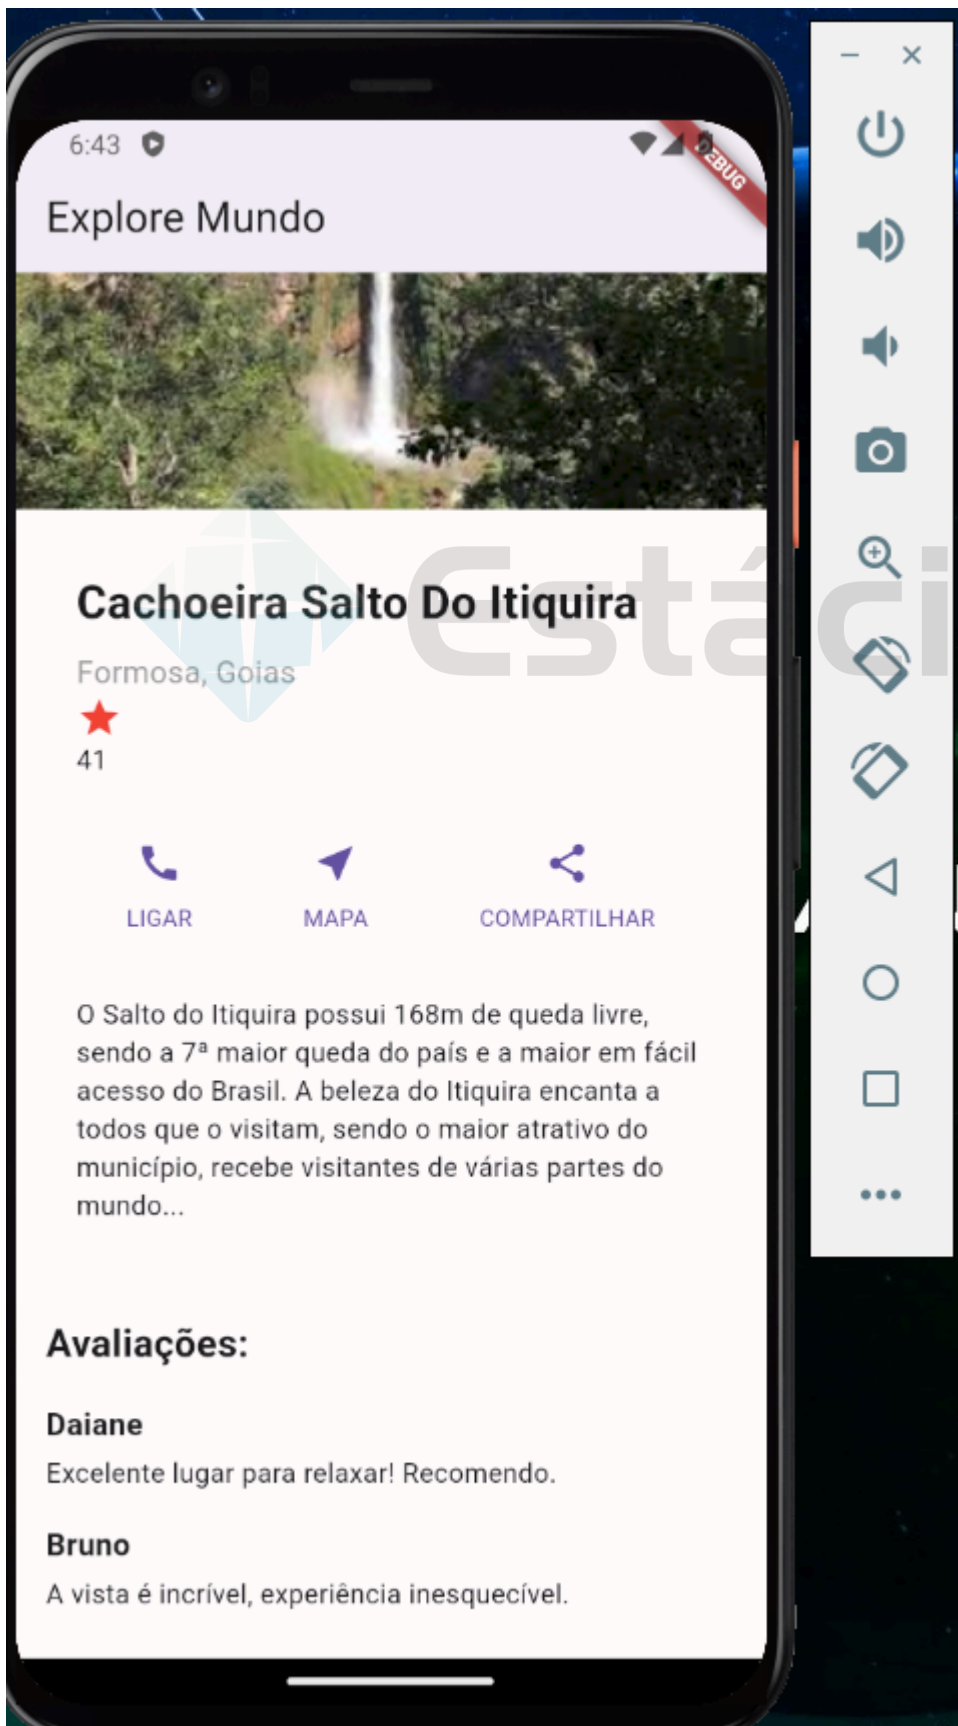 6:43
DEBUG
Explore Mundo
Estáci
Cachoeira Salto Do Itiquira
Formosa, Goias
41
LIGAR MAPA COMPARTILHAR
O Salto do Itiquira possui 168m de queda livre,
sendo a 7ª maior queda do país e a maior em fácil
acesso do Brasil. A beleza do Itiquira encanta a
todos que o visitam, sendo o maior atrativo do
município, recebe visitantes de várias partes do
mundo...
Avaliações:
Daiane
Excelente lugar para relaxar! Recomendo.
Bruno
A vista é incrível, experiência inesquecível.